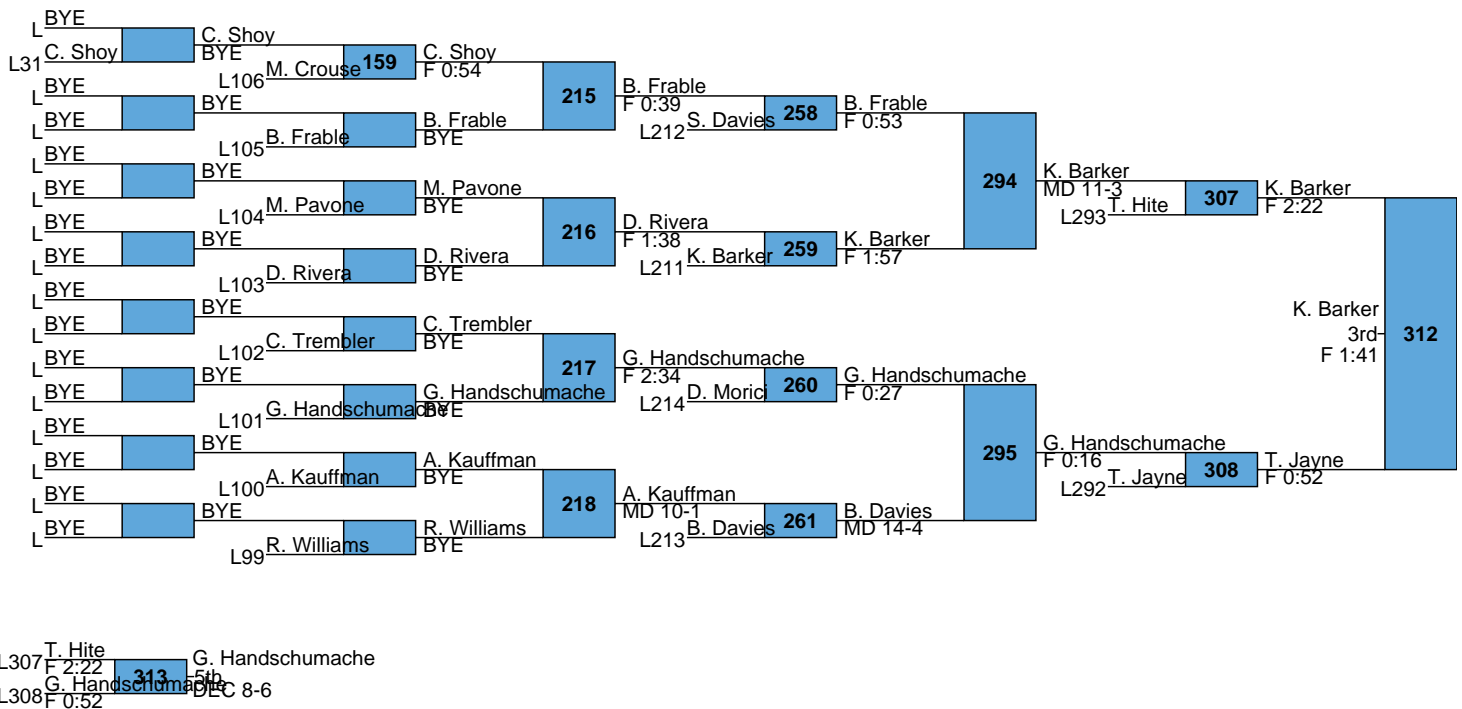 BYE
L
C. Shoy
L31
C. Shoy
BYE
M. Crouse
L106
159
C. Shoy
F 0:54
BYE
L
BYE
L
BYE
B. Frable
L105
B. Frable
BYE
215
B. Frable
F 0:39
S. Davies
L212
258
B. Frable
F 0:53
BYE
L
BYE
L
BYE
M. Pavone
L104
M. Pavone
BYE
BYE
L
BYE
L
BYE
D. Rivera
L103
D. Rivera
BYE
216
D. Rivera
F 1:38
K. Barker
L211
259
K. Barker
F 1:57
294
K. Barker
MD 11-3
T. Hite
L293
307
K. Barker
F 2:22
BYE
L
BYE
L
BYE
C. Trembler
L102
C. Trembler
BYE
BYE
L
BYE
L
BYE
G. Handschumache
L101
G. Handschumache
BYE
217
G. Handschumache
F 2:34
D. Morici
L214
260
G. Handschumache
F 0:27
BYE
L
BYE
L
BYE
A. Kauffman
L100
A. Kauffman
BYE
BYE
L
BYE
L
BYE
R. Williams
L99
R. Williams
BYE
218
A. Kauffman
MD 10-1
B. Davies
L213
261
B. Davies
MD 14-4
295
G. Handschumache
F 0:16
T. Jayne
L292
308
T. Jayne
F 0:52
K. Barker
3rd
F 1:41
312
T. Hite
L307
F 2:22
G. Handschumache
L308
F 0:52
313
G. Handschumache
5th
DEC 8-6